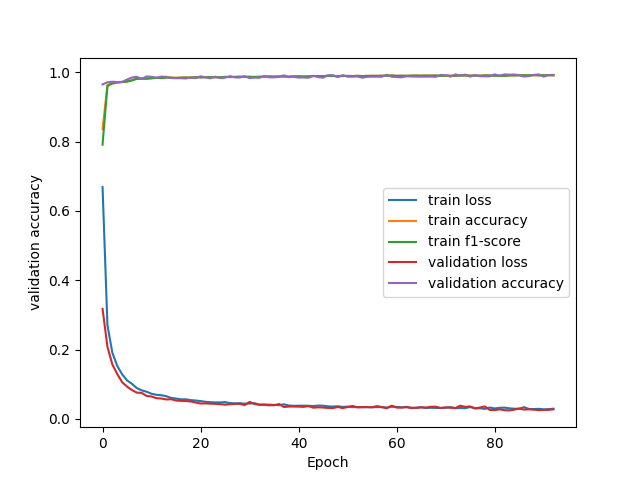 1.0
0.8
0.6
0.4
0.2
0.0
validation accuracy
train loss
train accuracy
train f1-score
validation loss
validation accuracy
0 20 40 60 80
Epoch